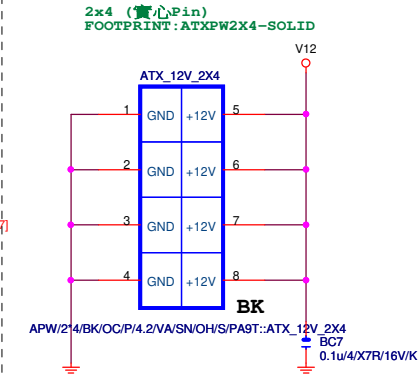 2x4 (實心Pin)
FOOTPRINT:ATXPW2X4-SOLID
V12
ATX_12V_2X4
1 GND +12V 5
2 GND +12V 6
3 GND +12V 7
4 GND +12V 8
BK
APW/2*4/BK/OC/P/4.2/VA/SN/OH/S/PA9T::ATX_12V_2X4
BC7
0.1u/4/X7R/16V/K